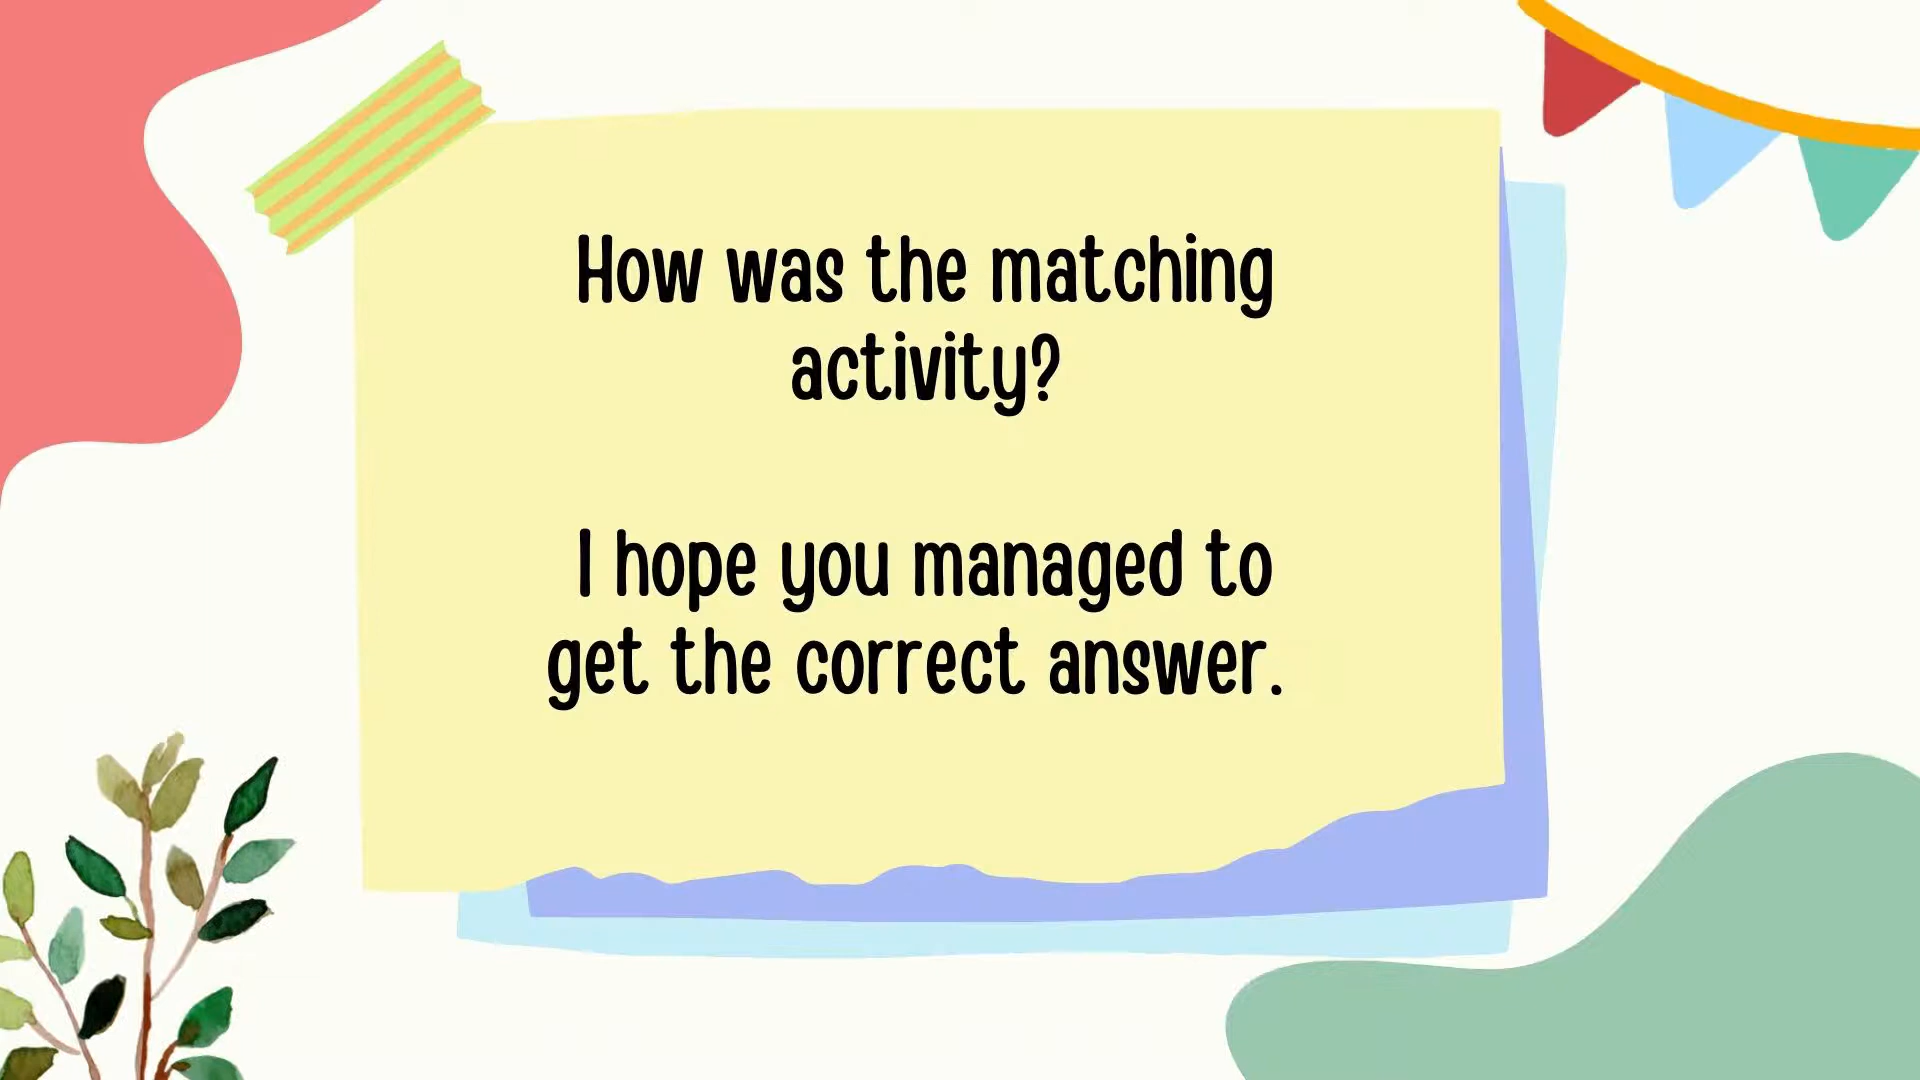 How was the matching
activity?
I hope you managed to
get the correct answer.